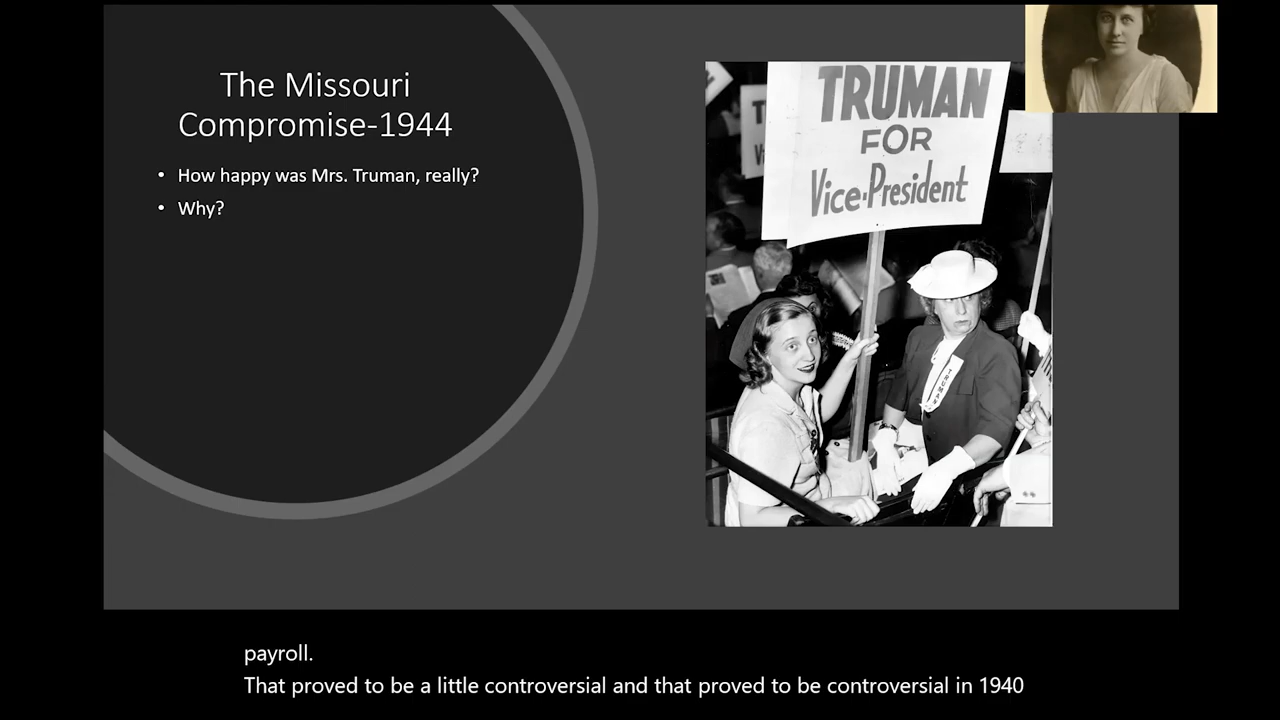 The Missouri
Compromise-1944
• How happy was Mrs. Truman, really?
• Why?
TRUMAN
FOR
Vice-President
TRUMAN
payroll.
That proved to be a little controversial and that proved to be controversial in 1940